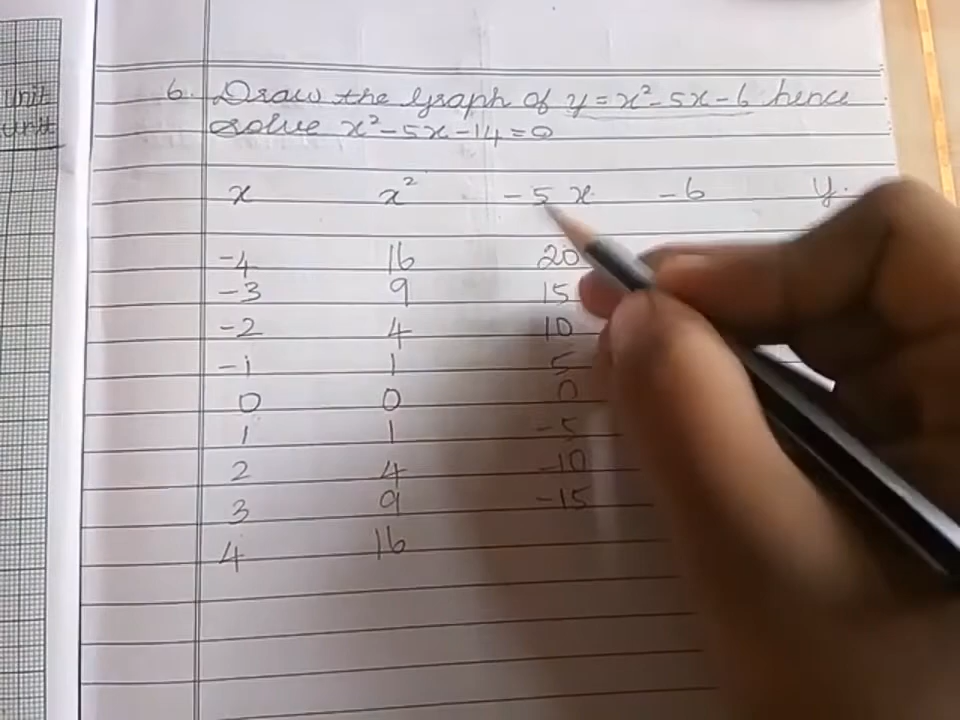 unit
unit
6. Draw the graph of y = x² - 5x - 6 hence
solve x² - 5x - 14 = 0
x x² - 5x - 6 y
-4 16 20
-3 9 15
-2 4 10
-1 1 5
0 0 0
1 1 -5
2 4 -10
3 9 -15
4 16